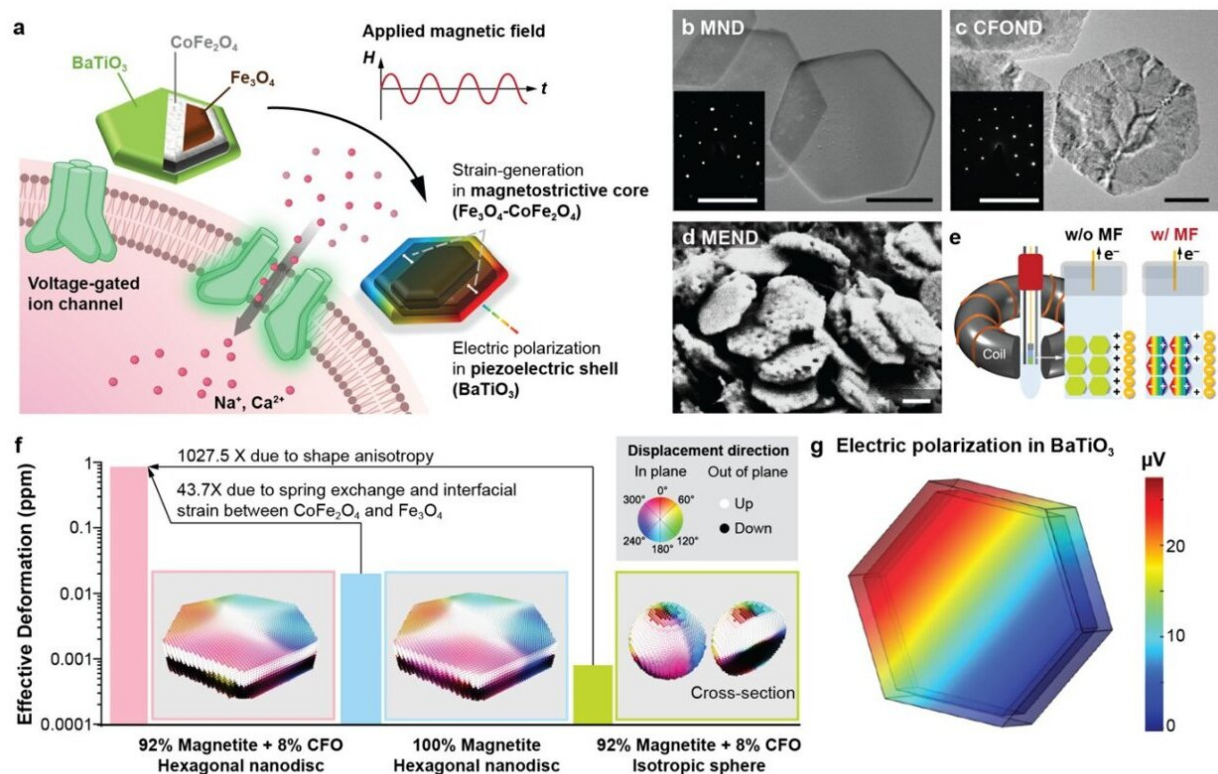 a
CoFe₂O₄
BaTiO₃
Fe₃O₄
Applied magnetic field
H
t
Strain-generation
in magnetostrictive core
(Fe₃O₄-CoFe₂O₄)
Voltage-gated
ion channel
Electric polarization
in piezoelectric shell
(BaTiO₃)
Na⁺, Ca²⁺
b MND
c CFOND
d MEND
e
w/o MF
w/ MF
e⁻
e⁻
Coil
+
+
+
+
+
+
+
f
Effective Deformation (ppm)
1
0.1
0.01
0.001
0.0001
1027.5 X due to shape anisotropy
43.7X due to spring exchange and interfacial
strain between CoFe₂O₄ and Fe₃O₄
Displacement direction
In plane
Out of plane
0°
300°
60°
240°
120°
180°
Up
Down
Cross-section
92% Magnetite + 8% CFO
Hexagonal nanodisc
100% Magnetite
Hexagonal nanodisc
92% Magnetite + 8% CFO
Isotropic sphere
g Electric polarization in BaTiO₃
μV
20
10
0